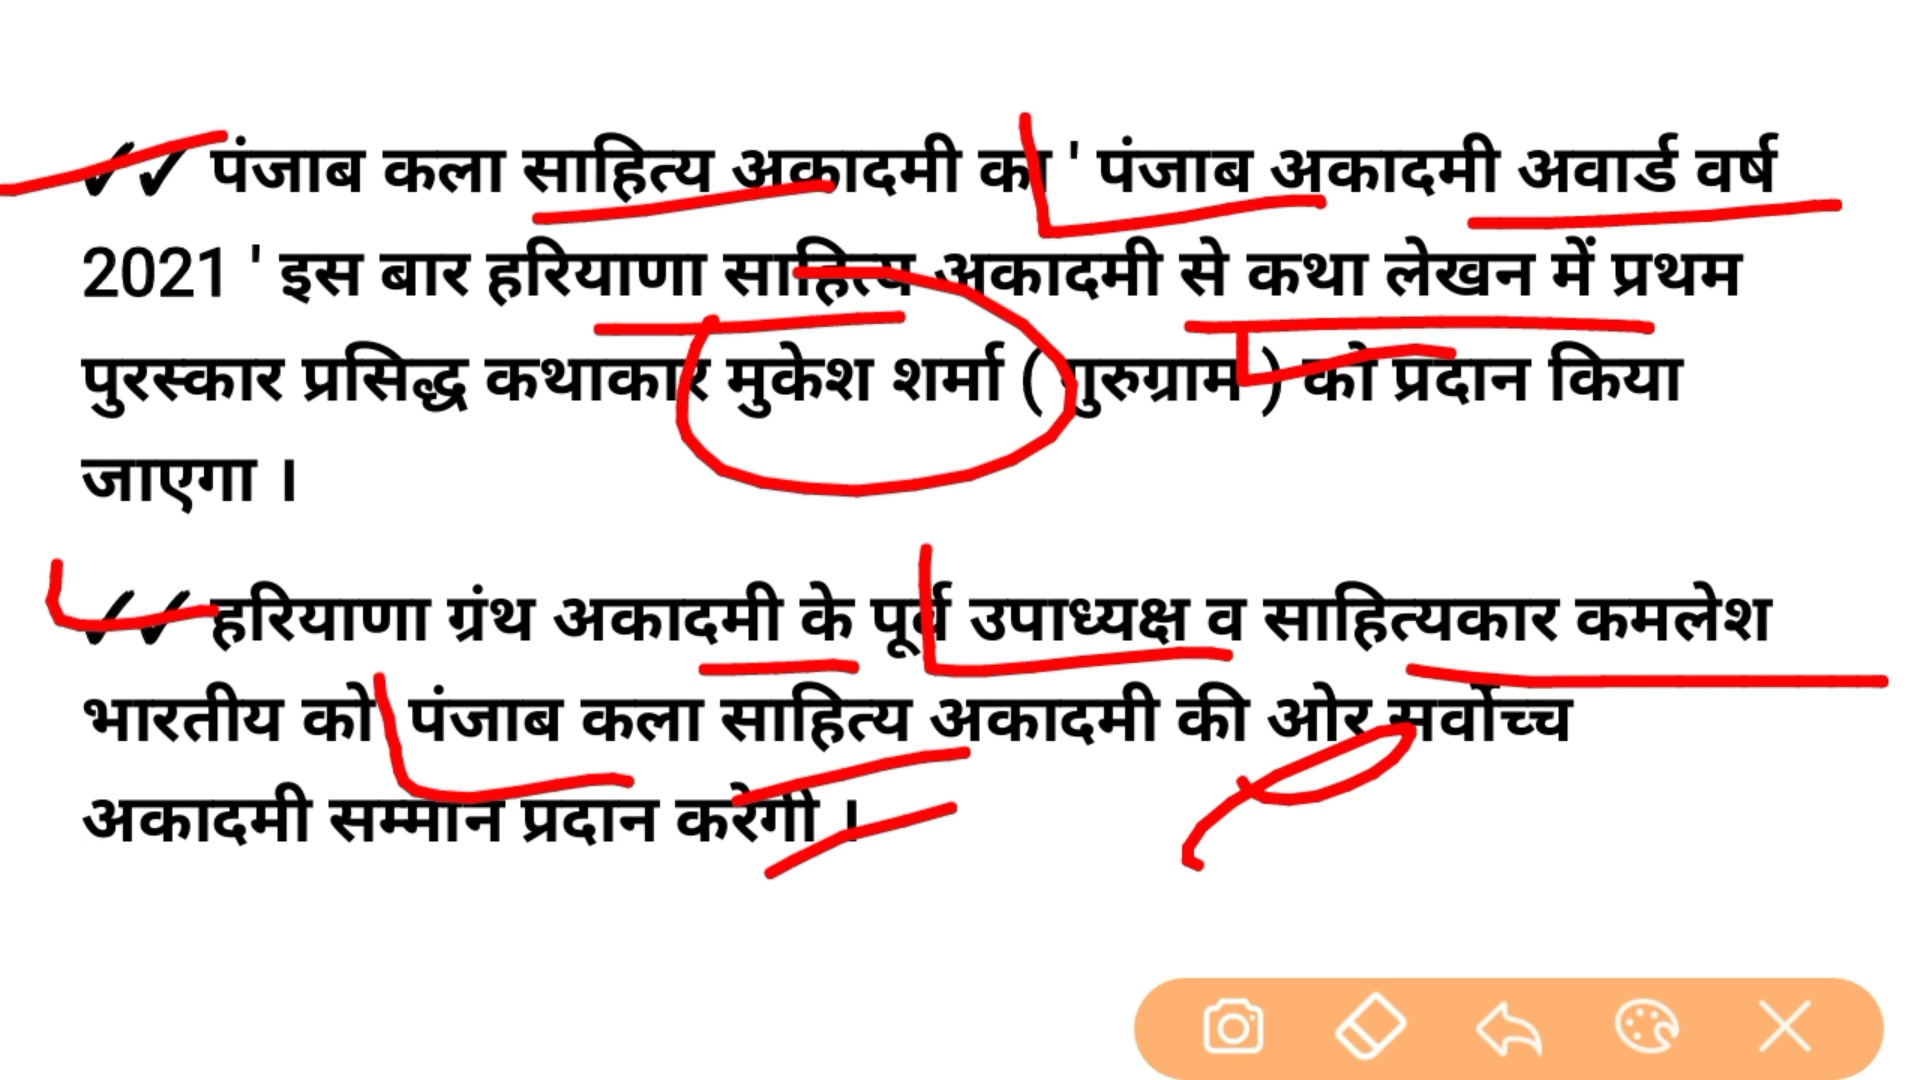 ✓✓ पंजाब कला साहित्य अकादमी का ' पंजाब अकादमी अवार्ड वर्ष
2021 ' इस बार हरियाणा साहित्य अकादमी से कथा लेखन में प्रथम
पुरस्कार प्रसिद्ध कथाकार मुकेश शर्मा ( गुरुग्राम ) को प्रदान किया
जाएगा ।
✓✓ हरियाणा ग्रंथ अकादमी के पूर्व उपाध्यक्ष व साहित्यकार कमलेश
भारतीय को पंजाब कला साहित्य अकादमी की ओर सर्वोच्च
अकादमी सम्मान प्रदान करेगी ।